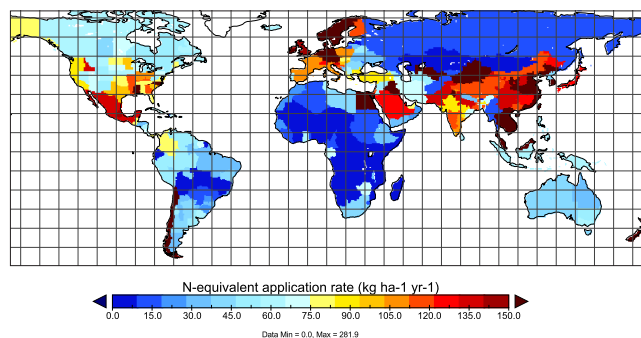 N-equivalent application rate (kg ha-1 yr-1)
0.0 15.0 30.0 45.0 60.0 75.0 90.0 105.0 120.0 135.0 150.0
Data Min = 0.0, Max = 281.9